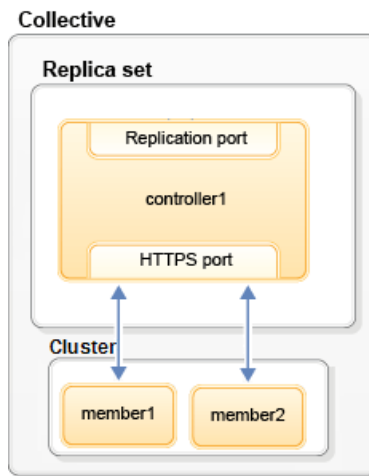 Collective
Replica set
Replication port
controller1
HTTPS port
Cluster
member1
member2